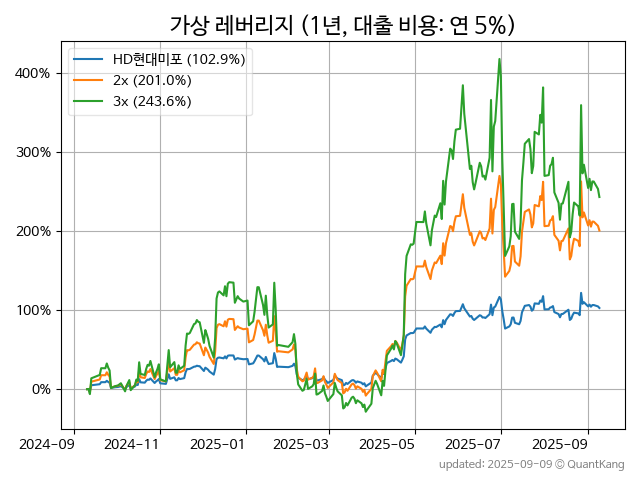 가상 레버리지 (1년, 대출 비용: 연 5%)
HD현대미포 (102.9%)
2x (201.0%)
3x (243.6%)
400%
300%
200%
100%
0%
2024-09 2024-11 2025-01 2025-03 2025-05 2025-07 2025-09
updated: 2025-09-09 © QuantKang